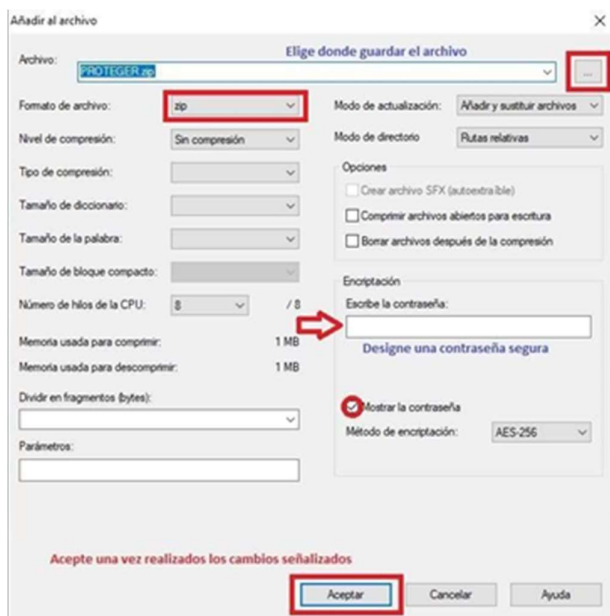 Añadir al archivo
Elige donde guardar el archivo
Archivo:
PROTEGER.zip
...
Formato de archivo:
zip
Nivel de compresión:
Sin compresión
Tipo de compresión:
Tamaño de diccionario:
Tamaño de la palabra:
Tamaño de bloque compacto:
Número de hilos de la CPU:
8
/ 8
Memoria usada para comprimir:
1 MB
Memoria usada para descomprimir:
1 MB
Dividir en fragmentos (bytes):
Parámetros:
Modo de actualización:
Añadir y sustituir archivos
Modo de directorio
Rutas relativas
Opciones
Crear archivo SFX (autoextraíble)
Comprimir archivos abiertos para escritura
Borrar archivos después de la compresión
Encriptación
Escribe la contraseña:
Designe una contraseña segura
Mostrar la contraseña
Método de encriptación:
AES-256
Acepte una vez realizados los cambios señalizados
Aceptar
Cancelar
Ayuda